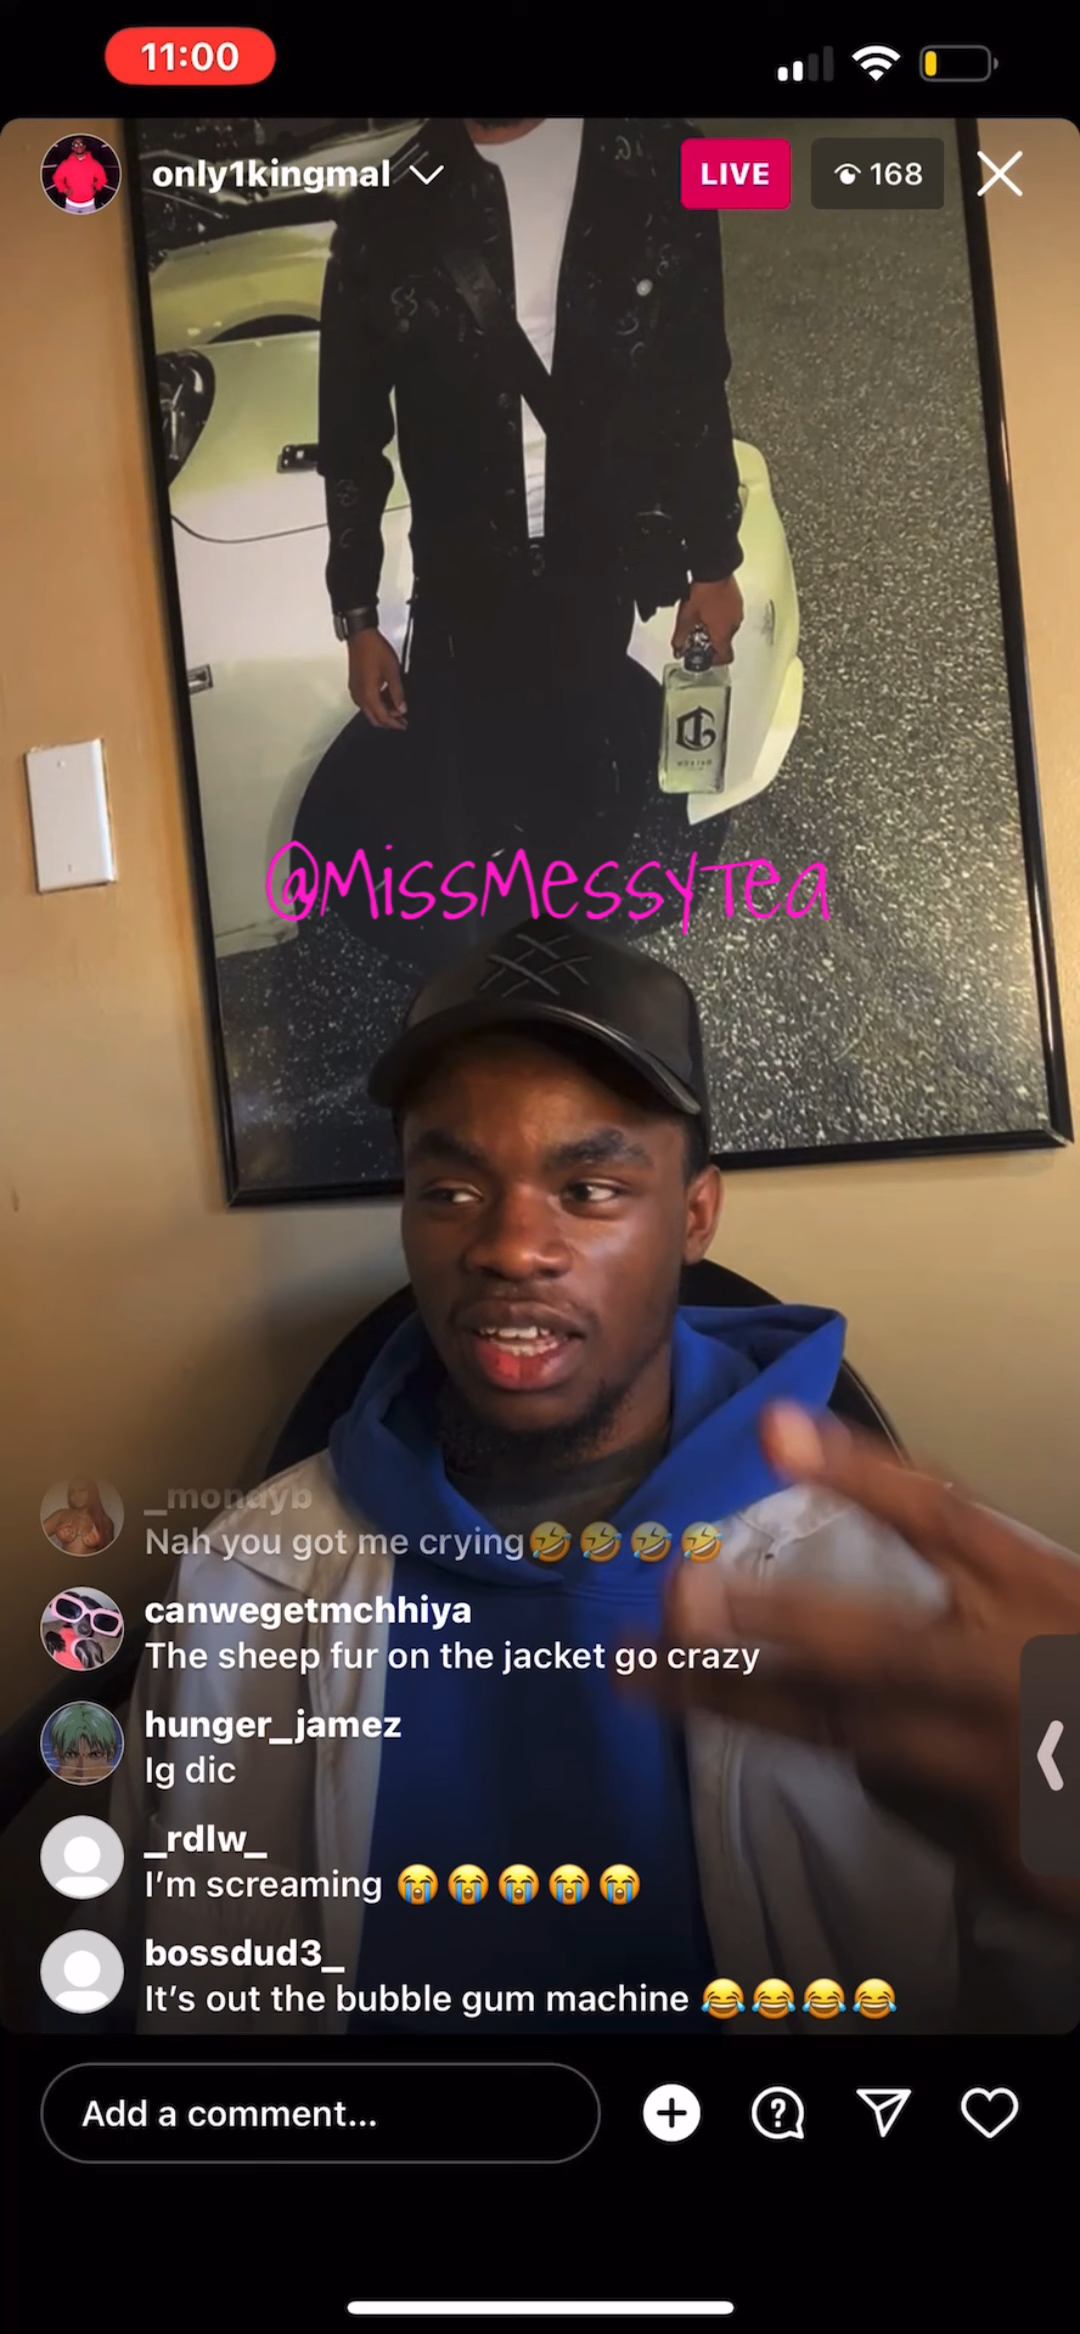 11:00
only1kingmal
LIVE
168
@MissMessyTea
_mondyb
Nah you got me crying🤣🤣🤣🤣
canwegetmchhiya
The sheep fur on the jacket go crazy
hunger_jamez
Ig dic
_rdlw_
I'm screaming 😭😭😭😭😭
bossdud3_
It's out the bubble gum machine 😂😂😂😂
Add a comment...